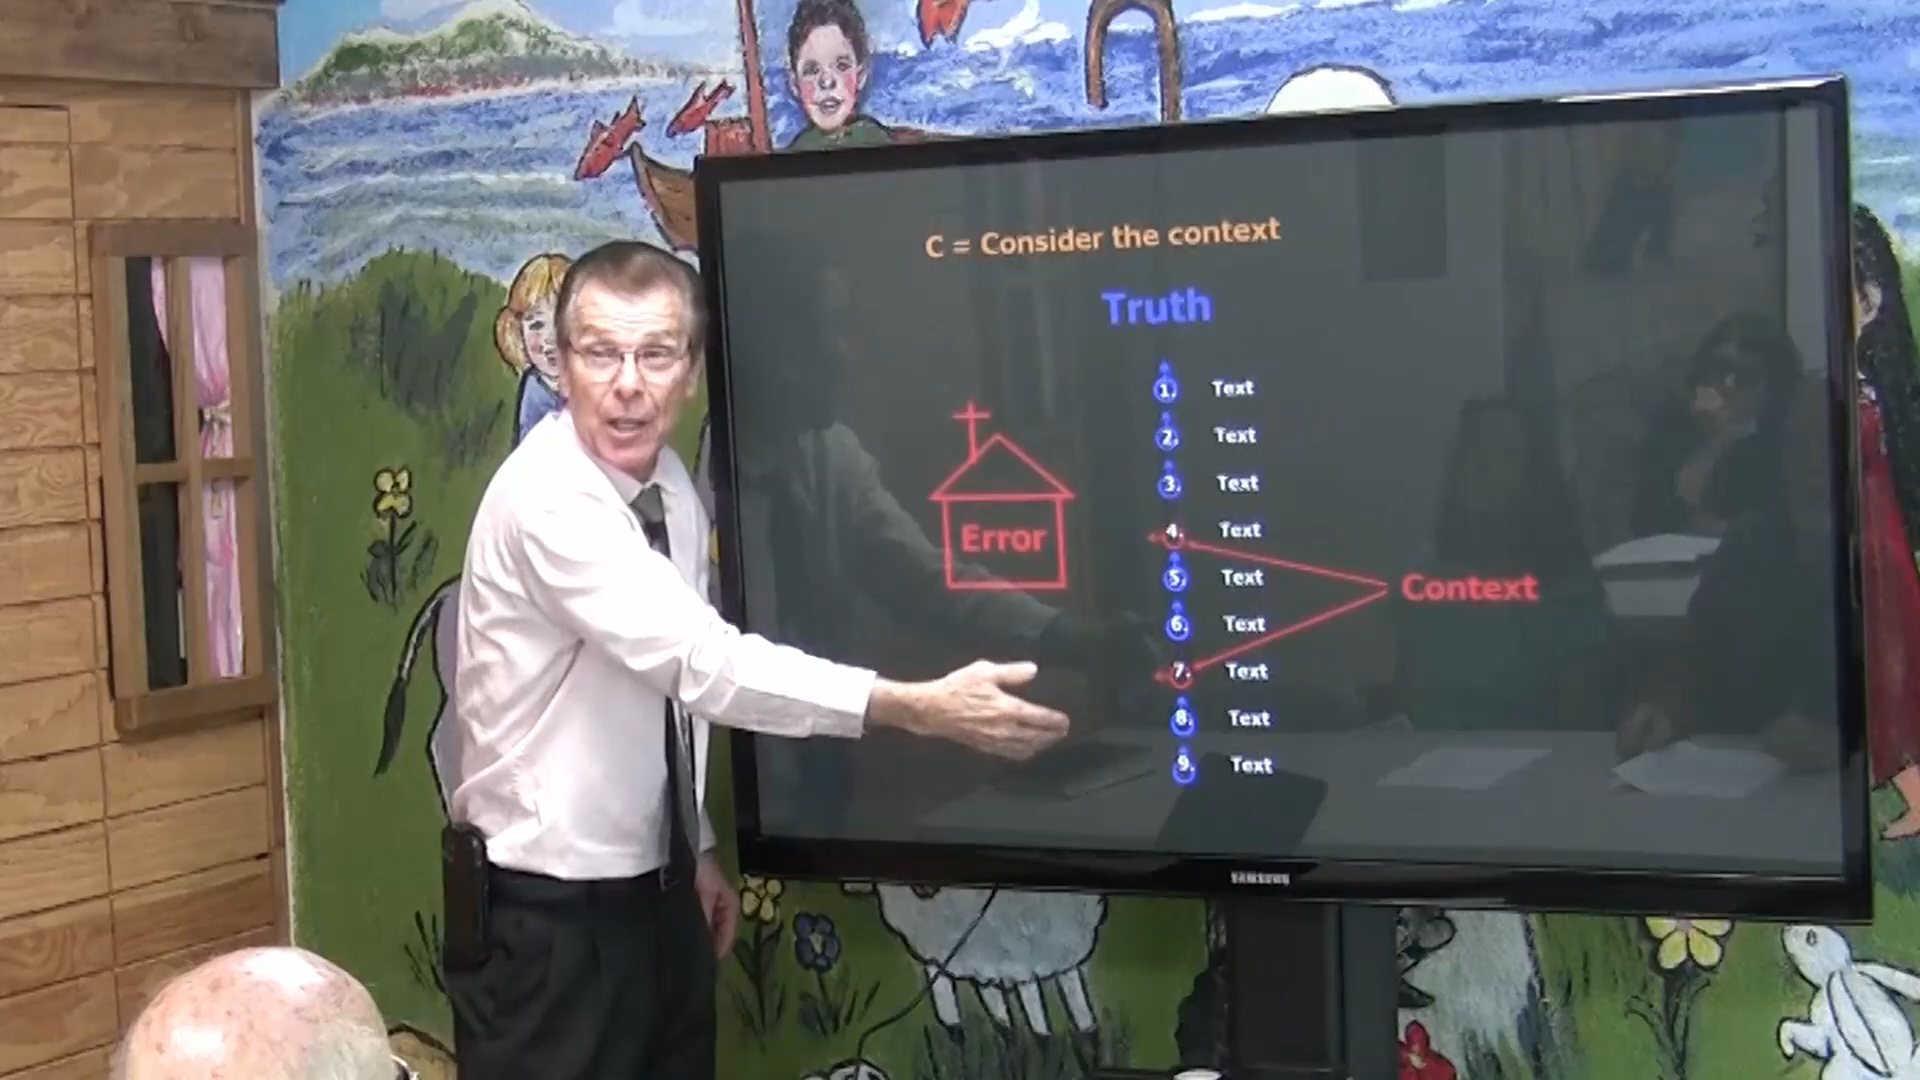 C = Consider the context
Truth
1. Text
2. Text
3. Text
4. Text
Error
5. Text
Context
6. Text
7. Text
8. Text
9. Text
SAMSUNG